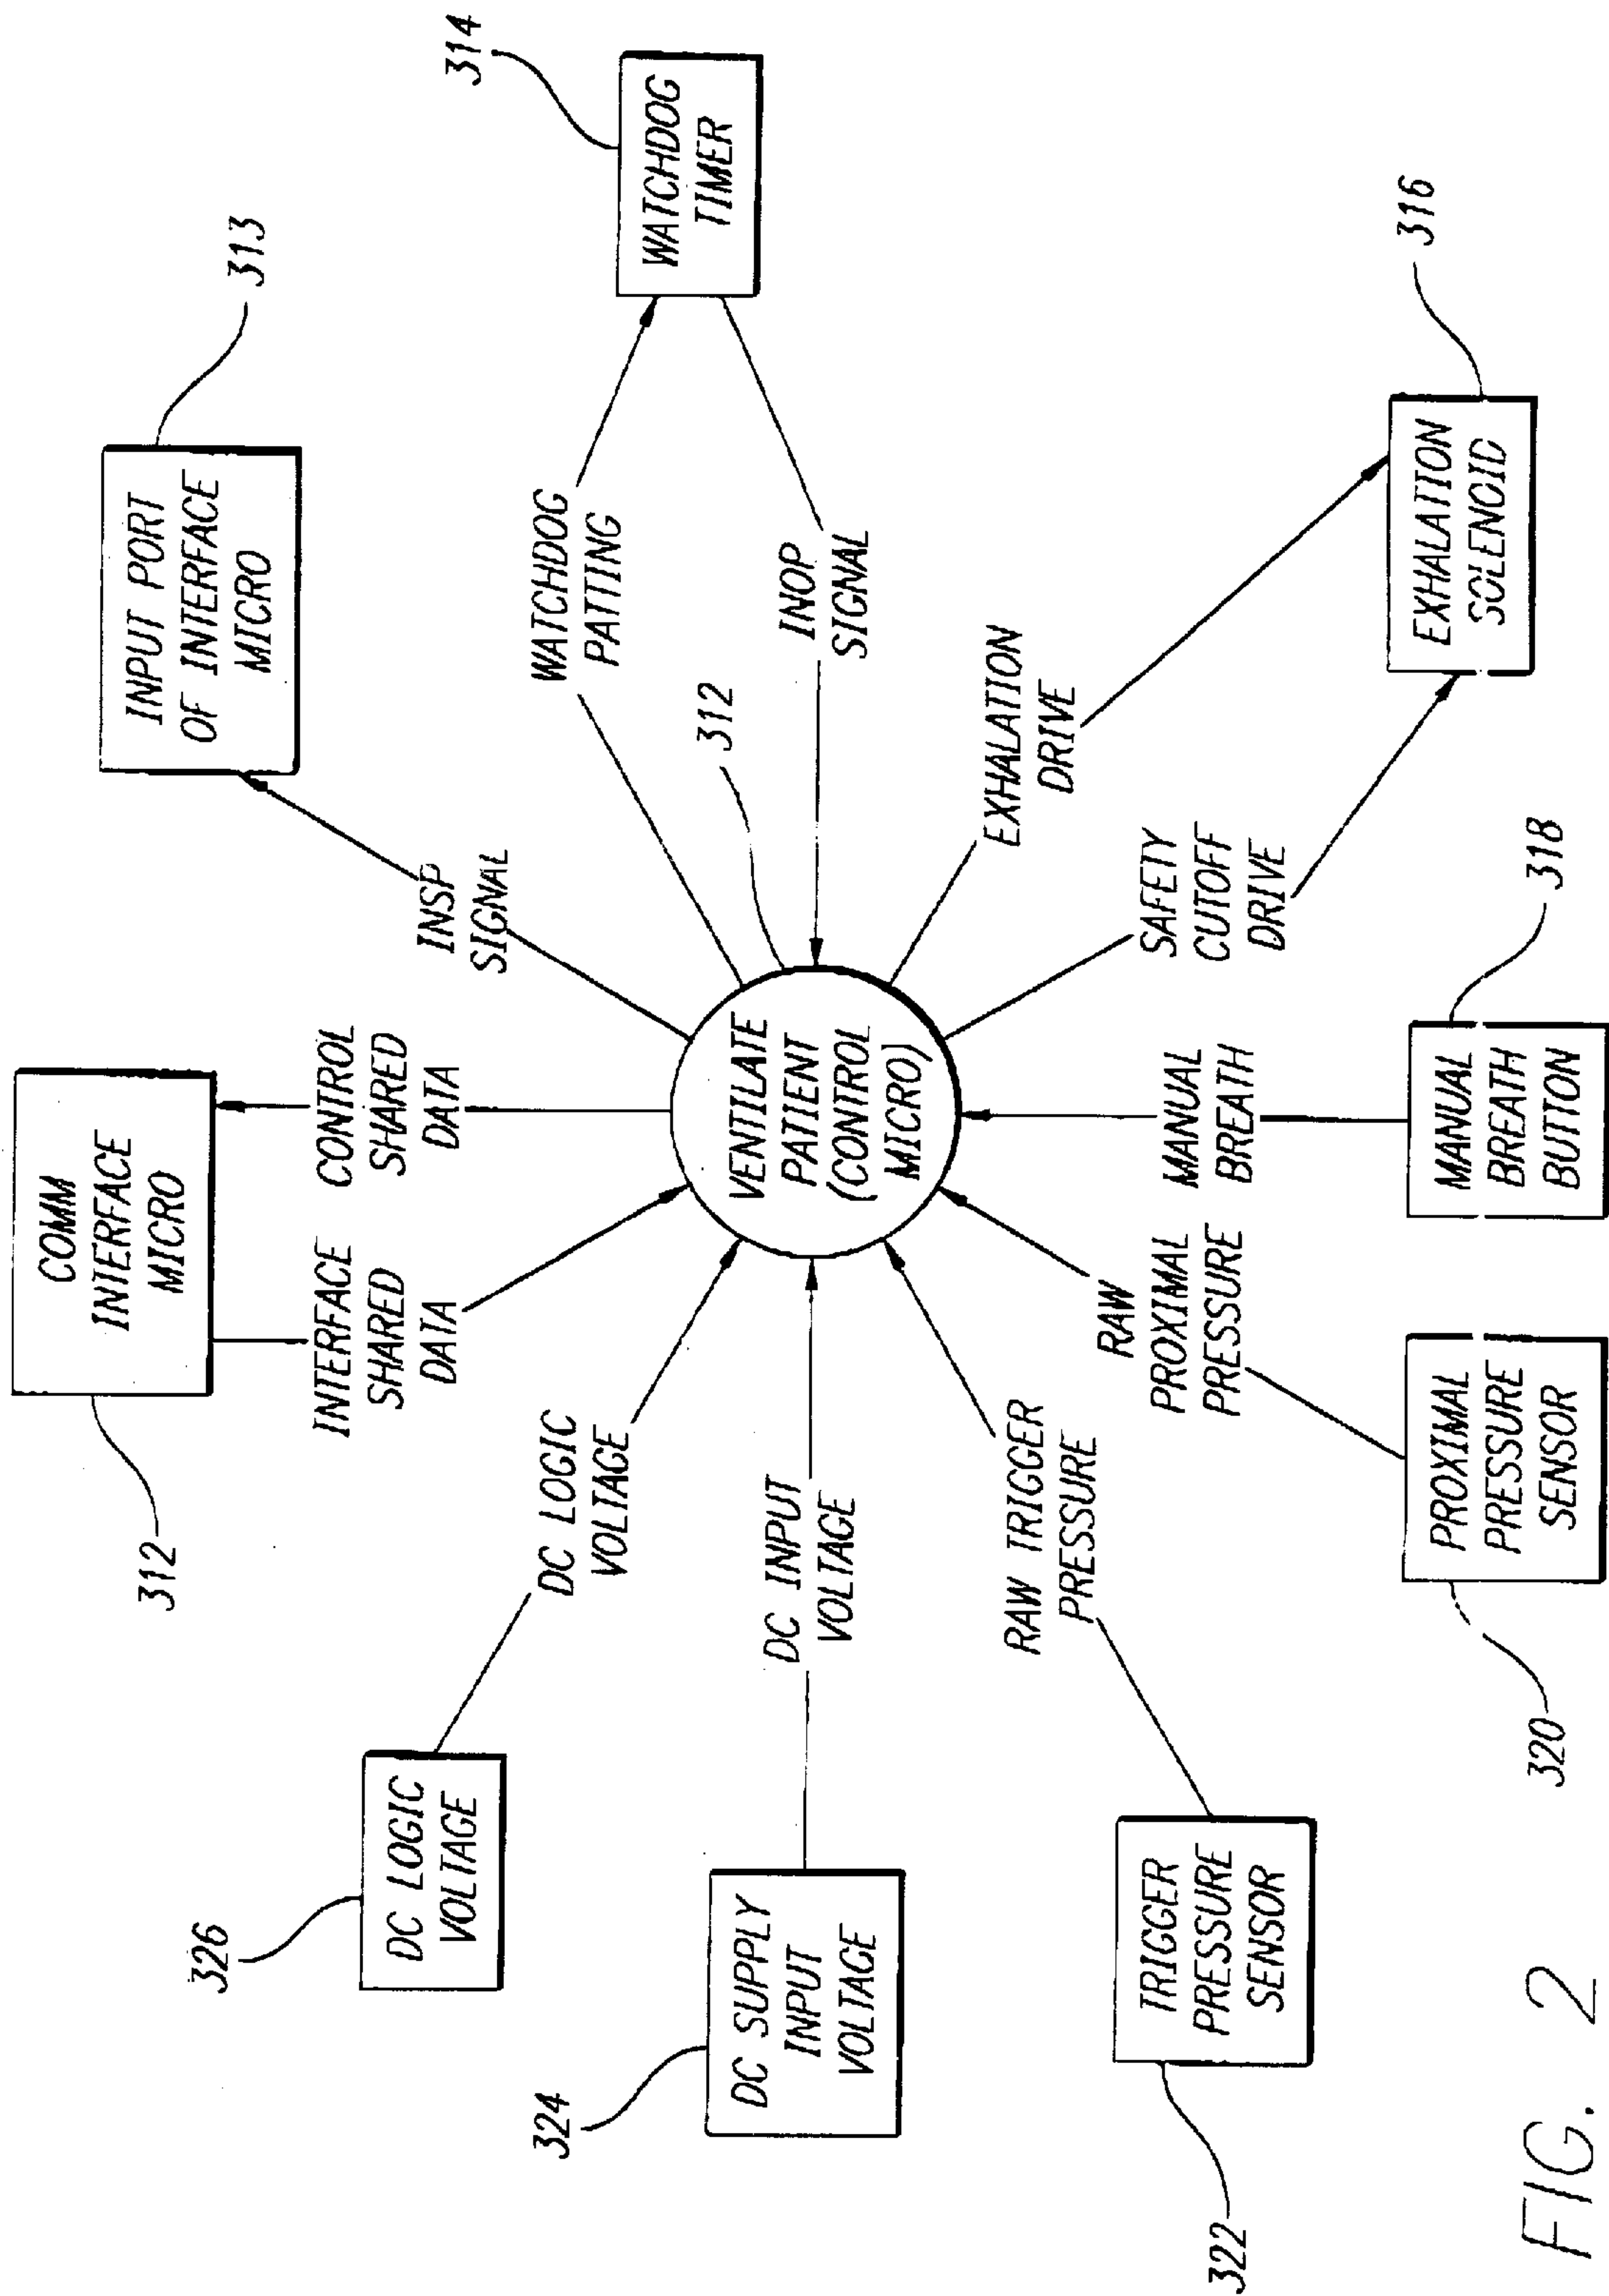 COMM
INTERFACE
MICRO
312
INTERFACE
SHARED
DATA
CONTROL
SHARED
DATA
INPUT PORT
OF INTERFACE
MICRO
313
INSP
SIGNAL
WATCHDOG
TIMER
314
WATCHDOG
PATTING
INOP
SIGNAL
312
VENTILATE
PATIENT
(CONTROL
MICRO)
326
DC LOGIC
VOLTAGE
DC LOGIC
VOLTAGE
324
DC SUPPLY
INPUT
VOLTAGE
DC INPUT
VOLTAGE
322
TRIGGER
PRESSURE
SENSOR
RAW TRIGGER
PRESSURE
320
PROXIMAL
PRESSURE
SENSOR
RAW
PROXIMAL
PRESSURE
318
MANUAL
BREATH
BUTTON
MANUAL
BREATH
SAFETY
CUTOFF
DRIVE
EXHALATION
DRIVE
EXHALATION
SOLENOID
316
FIG. 2